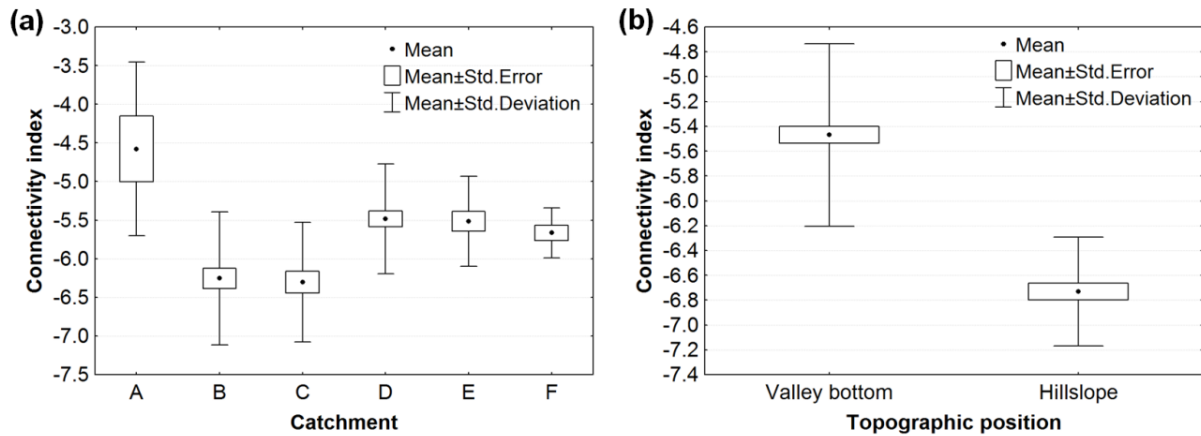 (a)
Connectivity index
-3.0
-3.5
-4.0
-4.5
-5.0
-5.5
-6.0
-6.5
-7.0
-7.5
Mean
Mean±Std.Error
Mean±Std.Deviation
A B C D E F
Catchment
(b)
Connectivity index
-4.6
-4.8
-5.0
-5.2
-5.4
-5.6
-5.8
-6.0
-6.2
-6.4
-6.6
-6.8
-7.0
-7.2
-7.4
Mean
Mean±Std.Error
Mean±Std.Deviation
Valley bottom Hillslope
Topographic position